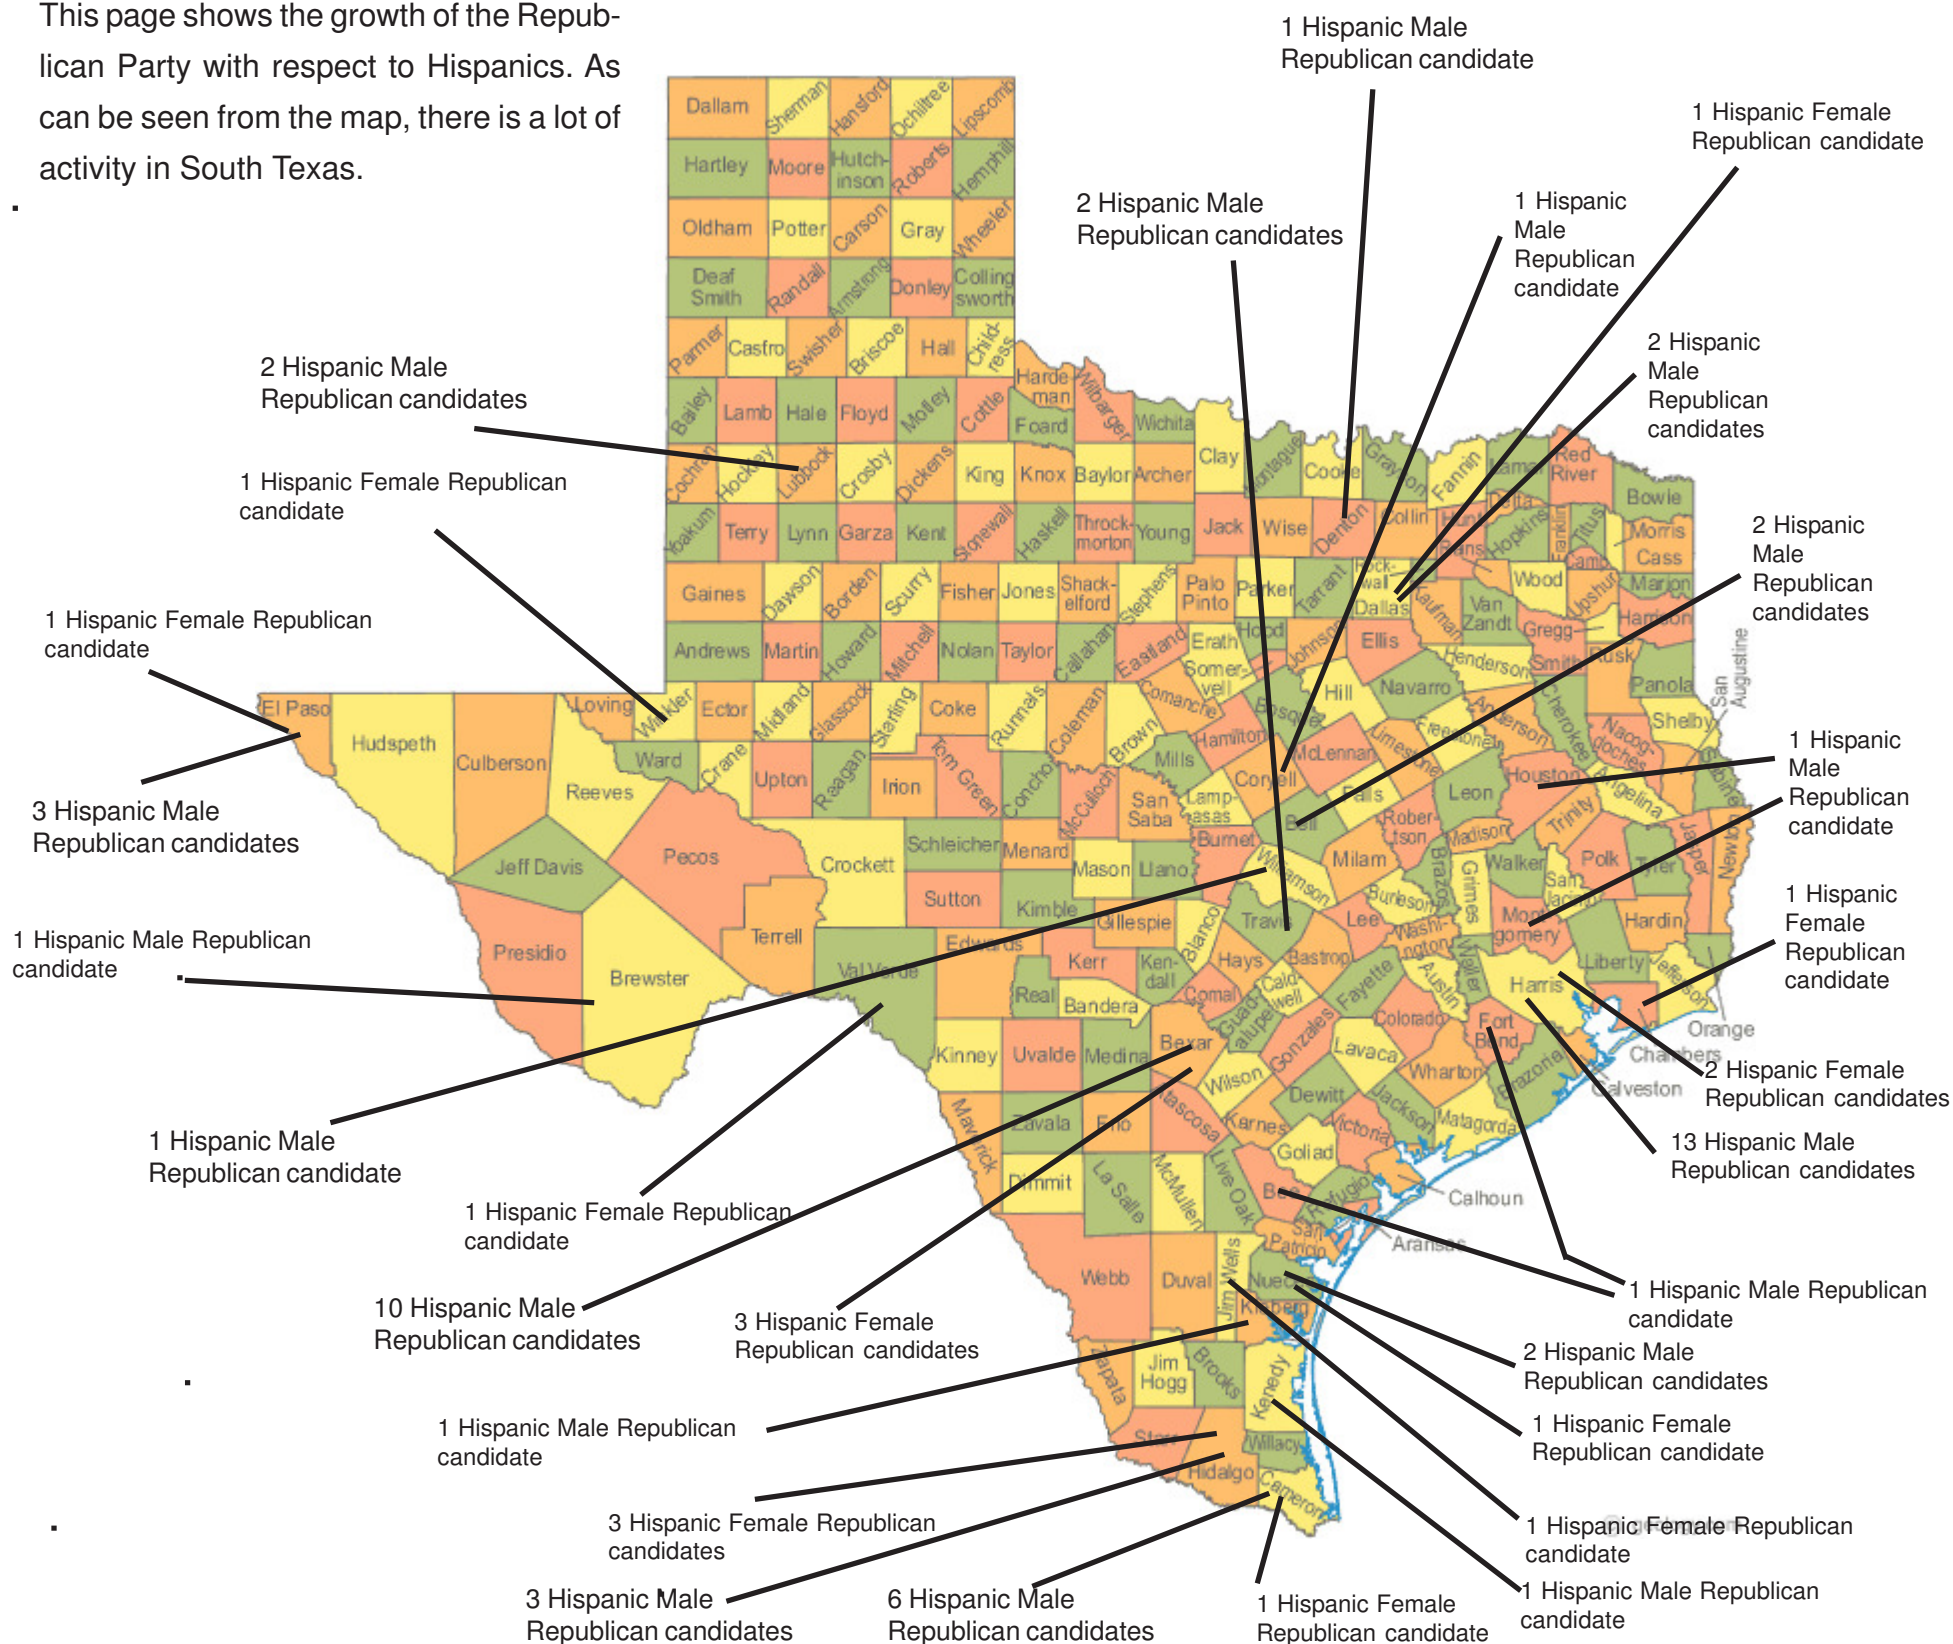 This page shows the growth of the Repub-
lican Party with respect to Hispanics. As
can be seen from the map, there is a lot of
activity in South Texas.
1 Hispanic Male
Republican candidate
1 Hispanic Female
Republican candidate
2 Hispanic Male
Republican candidates
1 Hispanic
Male
Republican
candidate
2 Hispanic
Male
Republican
candidates
2 Hispanic Male
Republican candidates
1 Hispanic Female Republican
candidate
2 Hispanic
Male
Republican
candidates
1 Hispanic Female Republican
candidate
3 Hispanic Male
Republican candidates
1 Hispanic
Male
Republican
candidate
1 Hispanic
Female
Republican
candidate
1 Hispanic Male Republican
candidate
2 Hispanic Female
Republican candidates
13 Hispanic Male
Republican candidates
1 Hispanic Male
Republican candidate
1 Hispanic Female Republican
candidate
10 Hispanic Male
Republican candidates
3 Hispanic Female
Republican candidates
1 Hispanic Male Republican
candidate
2 Hispanic Male
Republican candidates
1 Hispanic Female
Republican candidate
1 Hispanic Male Republican
candidate
3 Hispanic Female Republican
candidates
1 Hispanic Female Republican
candidate
3 Hispanic Male
Republican candidates
6 Hispanic Male
Republican candidates
1 Hispanic Female
Republican candidate
1 Hispanic Male Republican
candidate
Dallam
Sherman
Hansford
Ochiltree
Lipscomb
Hartley
Moore
Hutch-
inson
Roberts
Hemphill
Oldham
Potter
Carson
Gray
Wheeler
Deaf
Smith
Randall
Armstrong
Donley
Colling
sworth
Parmer
Castro
Swisher
Briscoe
Hall
Child-
ress
Harde
man
Wilbarger
Bailey
Lamb
Hale
Floyd
Motley
Cottle
Foard
Wichita
Clay
Montague
Cooke
Grayson
Fannin
Lamar
Red
River
Bowie
Cochran
Hockley
Lubbock
Crosby
Dickens
King
Knox
Baylor
Archer
Yoakum
Terry
Lynn
Garza
Kent
Stonewall
Haskell
Throck-
morton
Young
Jack
Wise
Denton
Collin
Hunt
Delta
Hopkins
Franklin
Titus
Morris
Cass
Rains
Camp
Gaines
Dawson
Borden
Scurry
Fisher
Jones
Shack-
elford
Stephens
Palo
Pinto
Parker
Tarrant
Rock-
wall
Dallas
Kaufman
Van
Zandt
Wood
Upshur
Marion
Harrison
Gregg
Andrews
Martin
Howard
Mitchell
Nolan
Taylor
Callahan
Eastland
Erath
Hood
Somer-
vell
Johnson
Ellis
Henderson
Smith
Rusk
Panola
San
Augustine
El Paso
Hudspeth
Culberson
Loving
Winkler
Ector
Midland
Glasscock
Sterling
Coke
Runnals
Coleman
Brown
Comanche
Bosque
Hill
Navarro
Anderson
Cherokee
Nacog-
doches
Shelby
Reeves
Ward
Crane
Upton
Reagan
Irion
Tom Green
Concho
McCulloch
San
Saba
Mills
Hamilton
Coryell
McLennan
Limestone
Freestone
Leon
Houston
Angelina
Sabine
Lamp-
asas
Bell
Falls
Rober-
tson
Madison
Trinity
Polk
Tyler
Jasper
Newton
Jeff Davis
Pecos
Crockett
Schleicher
Menard
Mason
Llano
Burnet
Williamson
Milam
Brazos
Grimes
Walker
San
Jacinto
Presidio
Brewster
Terrell
Sutton
Kimble
Gillespie
Blanco
Travis
Lee
Burleson
Washi-
ngton
Mont
gomery
Hardin
Val Verde
Edwards
Kerr
Ken-
dall
Hays
Bastrop
Fayette
Austin
Waller
Harris
Liberty
Jefferson
Orange
Real
Bandera
Comal
Cald-
well
Guad-
alupe
Gonzales
Colorado
Fort
Bend
Chambers
Galveston
Kinney
Uvalde
Medina
Bexar
Wilson
Lavaca
Wharton
Brazoria
Maverick
Zavala
Frio
Atascosa
Karnes
Dewitt
Jackson
Matagorda
Victoria
Goliad
Dimmit
La Salle
McMullen
Live Oak
Bee
Refugio
Calhoun
Aransas
San
Patricio
Webb
Duval
Jim Wells
Nueces
Kleberg
Zapata
Jim
Hogg
Brooks
Kenedy
Starr
Hidalgo
Willacy
Cameron